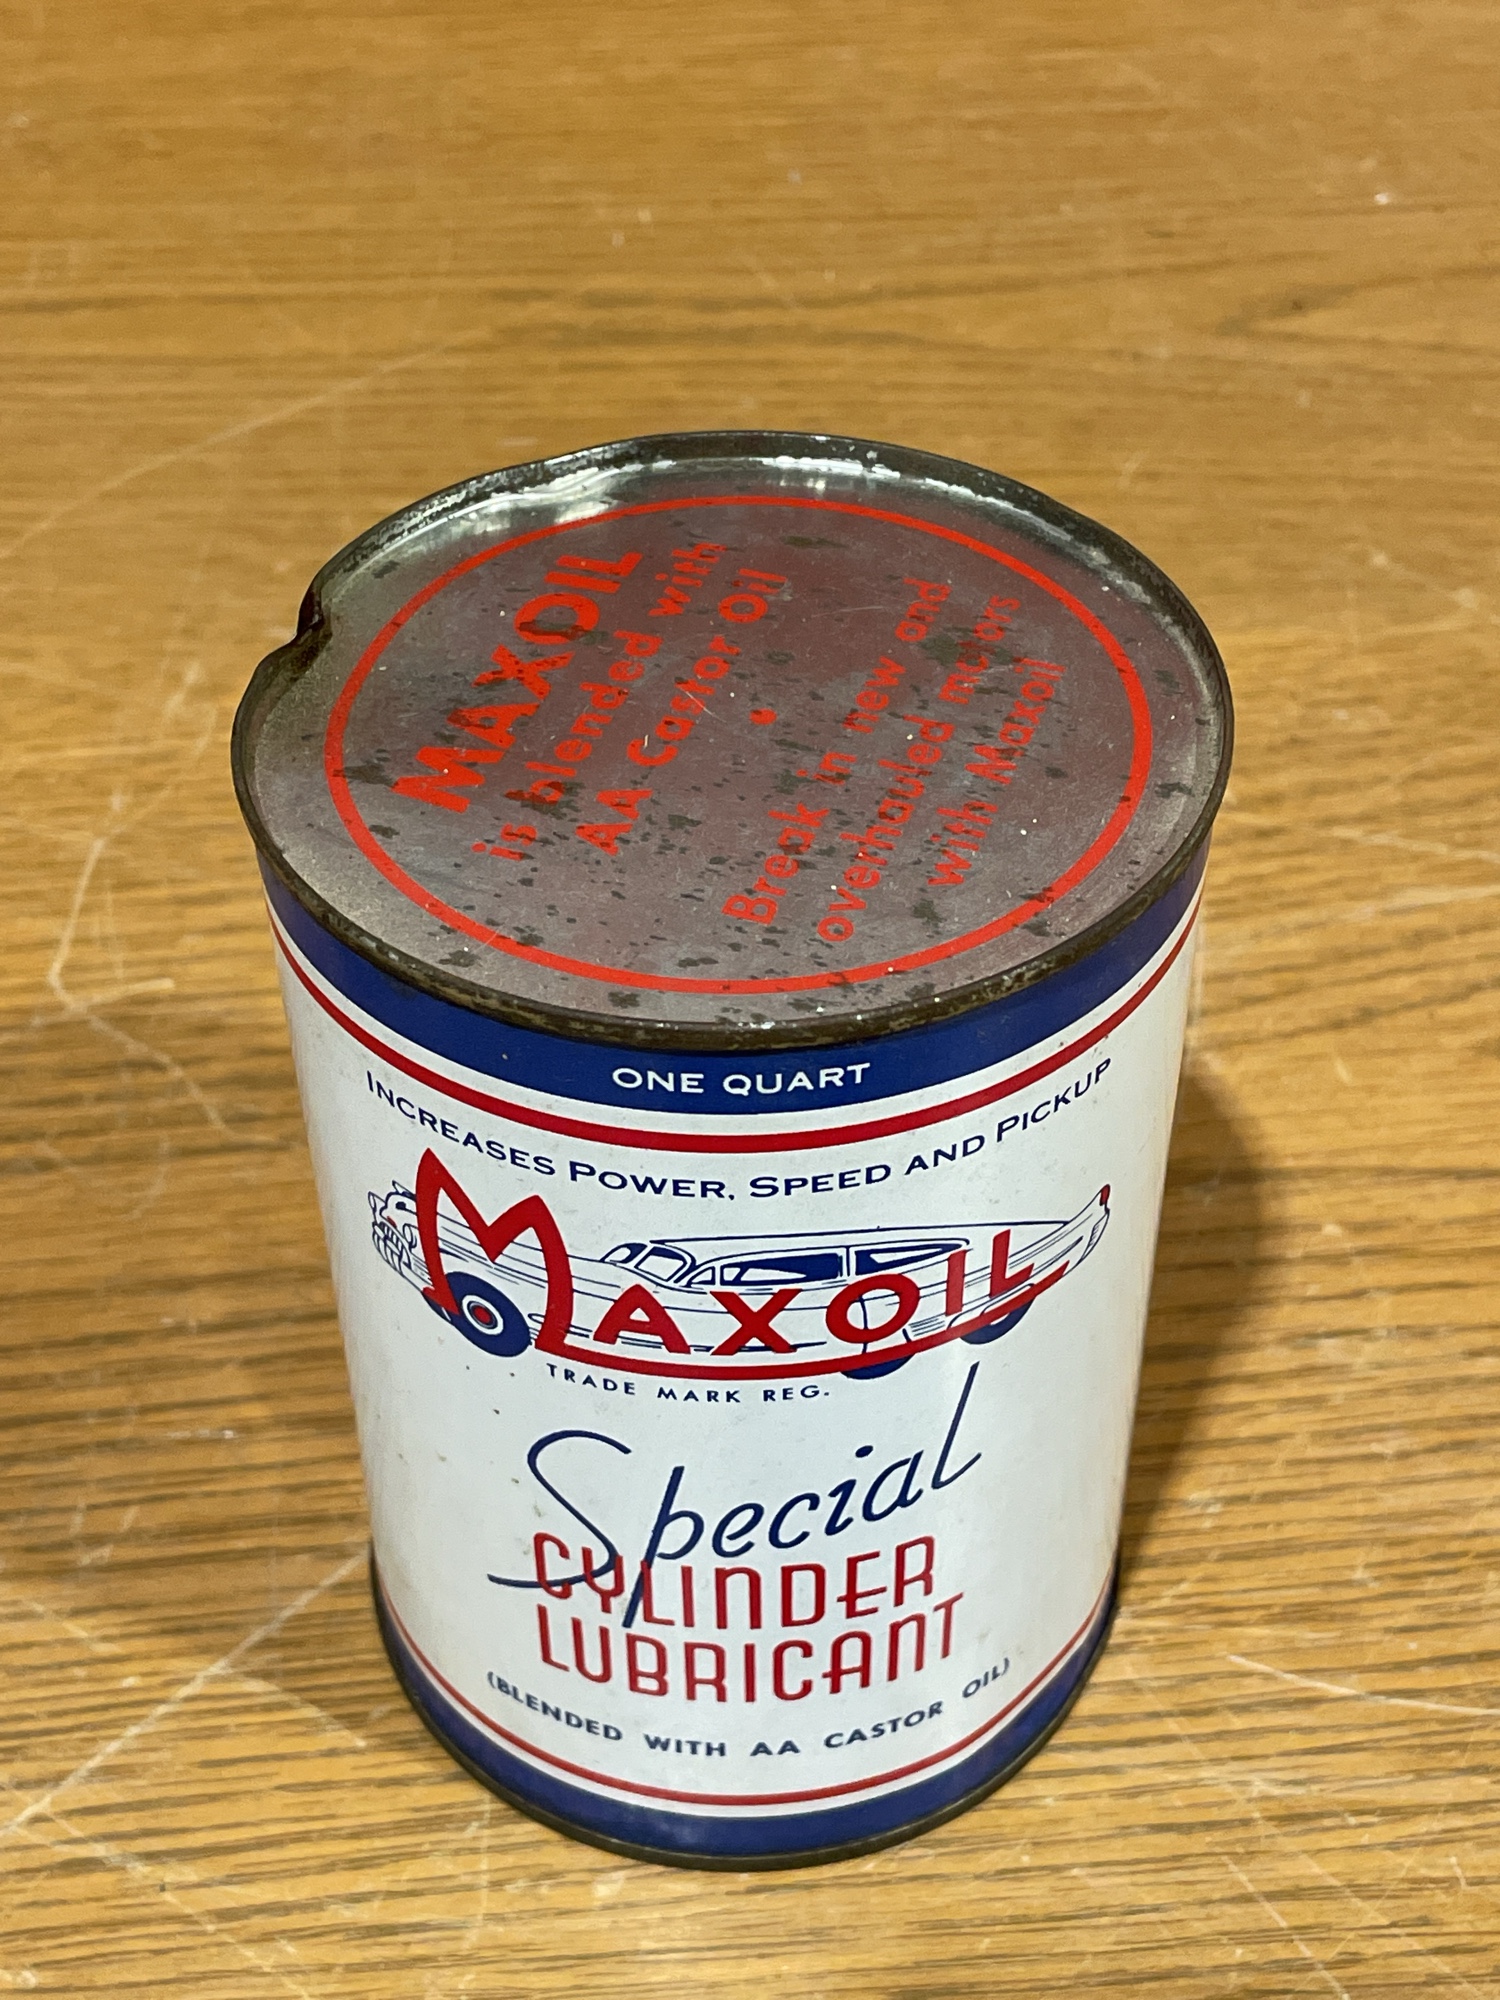 MAXOIL
is blended with
AA Castor Oil
Break in new and
overhauled motors
with Maxoil
ONE QUART
INCREASES POWER, SPEED AND PICKUP
MAXOIL
TRADE MARK REG.
Special
CYLINDER
LUBRICANT
(BLENDED WITH AA CASTOR OIL)